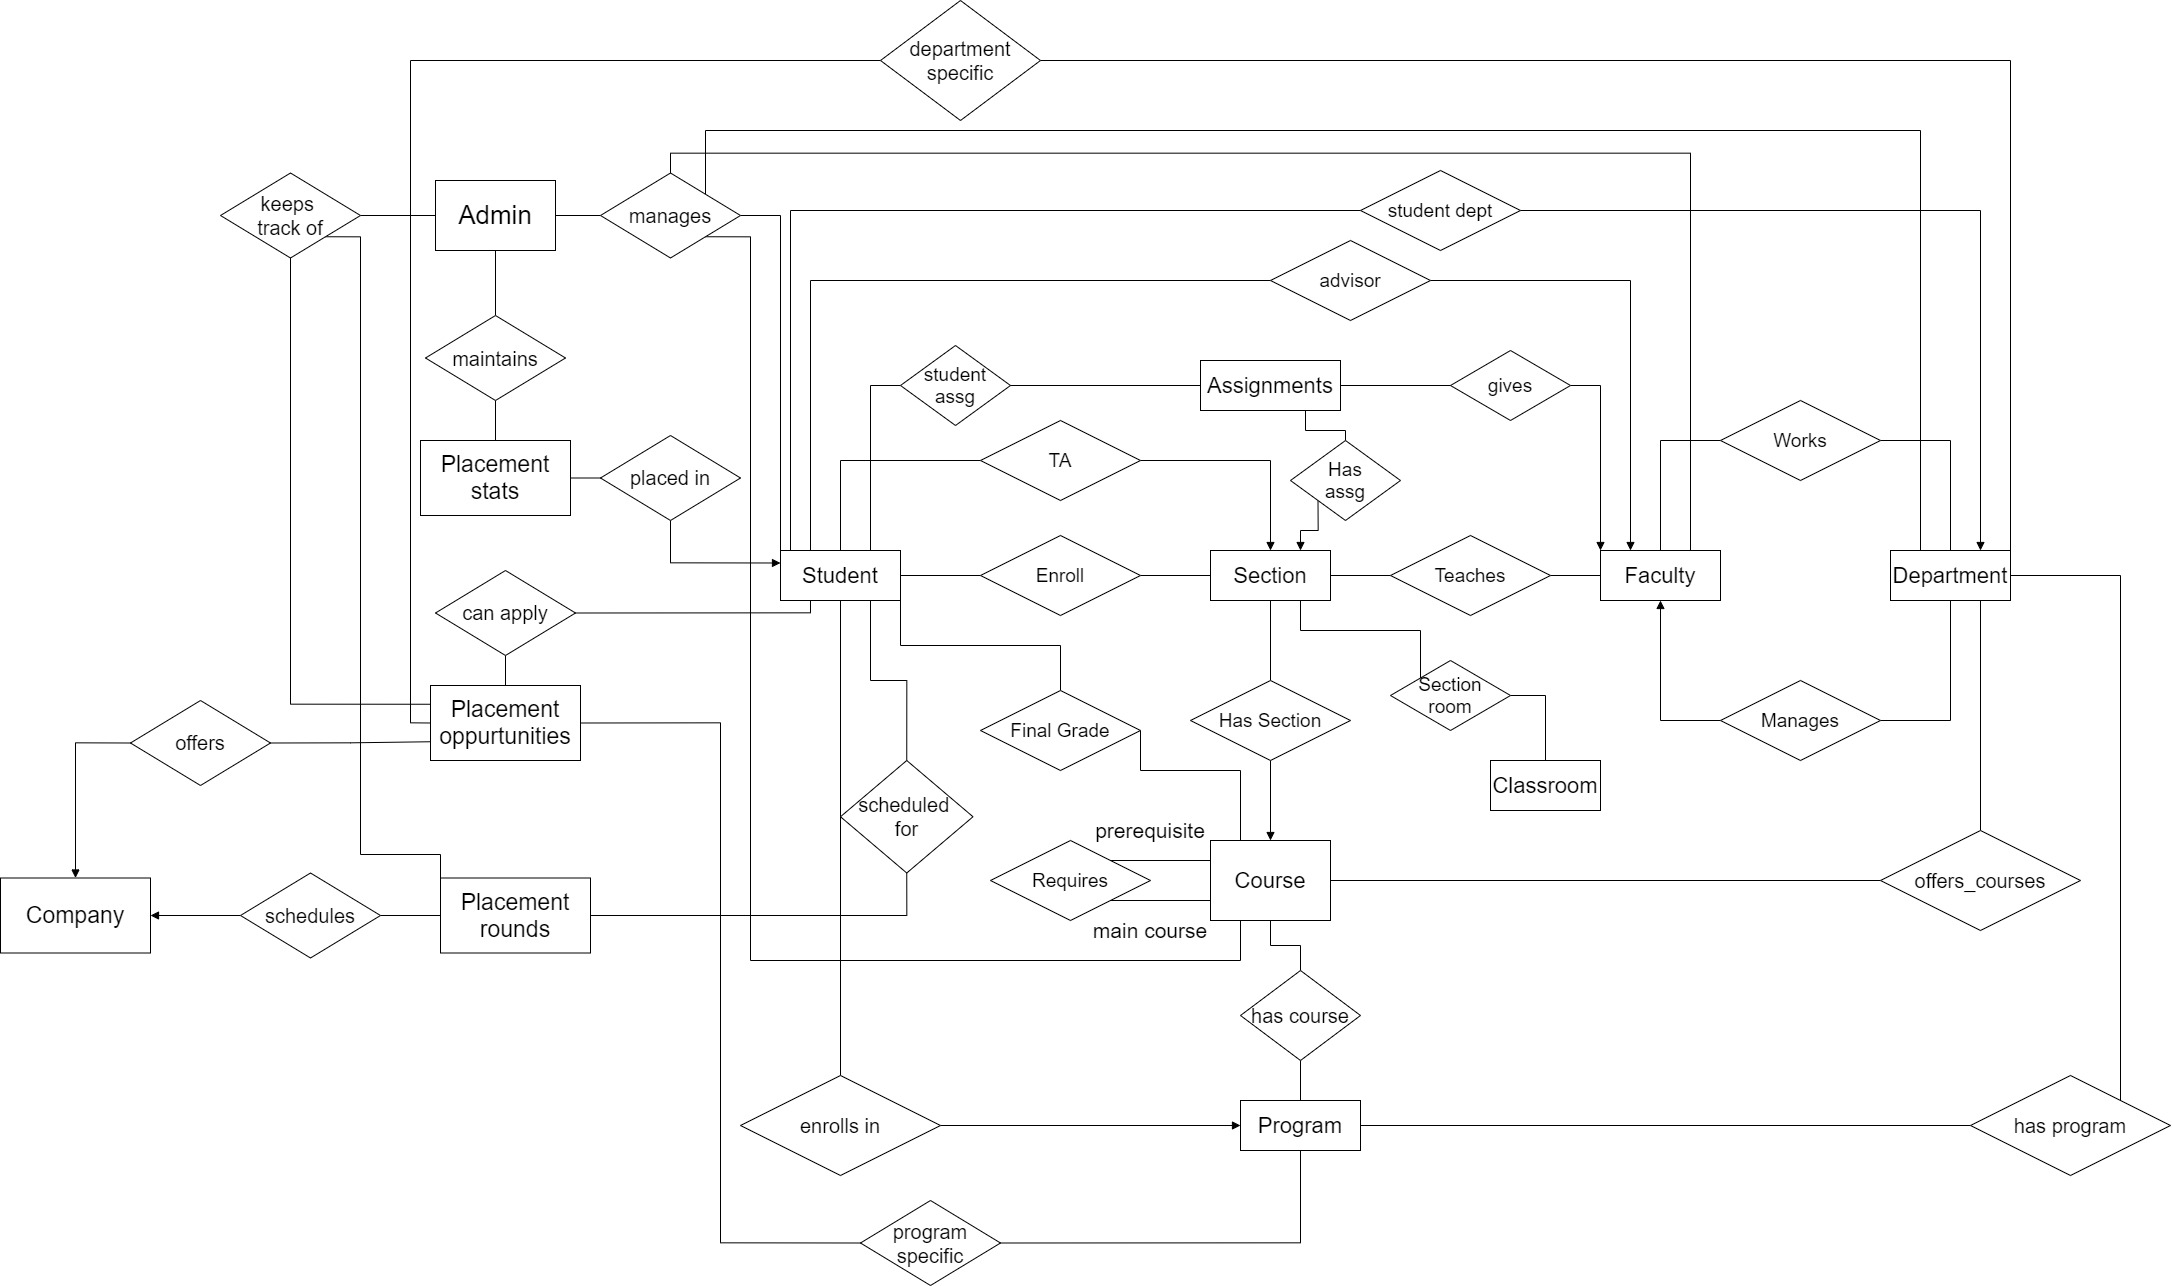 department
specific
keeps
track of
Admin
manages
student dept
advisor
maintains
student
assg
Assignments
gives
Works
TA
Has
assg
Placement
stats
placed in
Student
Enroll
Section
Teaches
Faculty
Department
can apply
Section
room
Placement
oppurtunities
Final Grade
Has Section
Manages
offers
Classroom
scheduled
for
prerequisite
Requires
Course
offers_courses
Company
schedules
Placement
rounds
main course
has course
enrolls in
Program
has program
program
specific